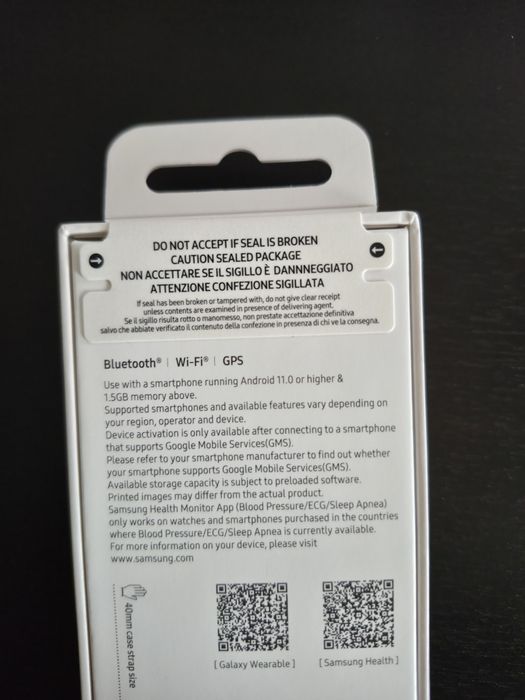 DO NOT ACCEPT IF SEAL IS BROKEN
CAUTION SEALED PACKAGE
NON ACCETTARE SE IL SIGILLO È DANNNEGGIATO
ATTENZIONE CONFEZIONE SIGILLATA
If seal has been broken or tampered with, do not give clear receipt
unless contents are examined in presence of delivering agent.
Se il sigillo risulta rotto o manomesso, non prestate accettazione definitiva
salvo che abbiate verificato il contenuto della confezione in presenza di chi ve la consegna.
Bluetooth® | Wi-Fi® | GPS
Use with a smartphone running Android 11.0 or higher &
1.5GB memory above.
Supported smartphones and available features vary depending on
your region, operator and device.
Device activation is only available after connecting to a smartphone
that supports Google Mobile Services(GMS).
Please refer to your smartphone manufacturer to find out whether
your smartphone supports Google Mobile Services(GMS).
Available storage capacity is subject to preloaded software.
Printed images may differ from the actual product.
Samsung Health Monitor App (Blood Pressure/ECG/Sleep Apnea)
only works on watches and smartphones purchased in the countries
where Blood Pressure/ECG/Sleep Apnea is currently available.
For more information on your device, please visit
www.samsung.com
40mm case strap size
[ Galaxy Wearable ]
[ Samsung Health ]